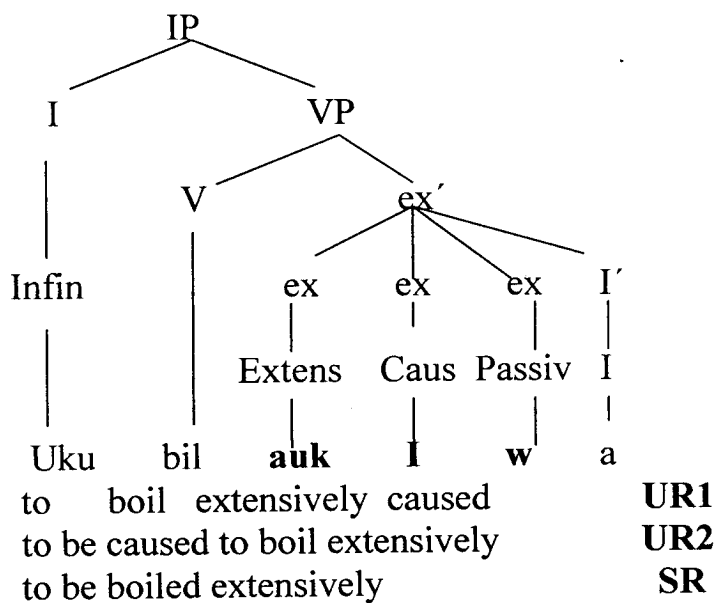 IP
I VP
V ex´
Infin ex ex ex I´
Extens Caus Passiv I
Uku bil auk I w a
to boil extensively caused UR1
to be caused to boil extensively UR2
to be boiled extensively SR